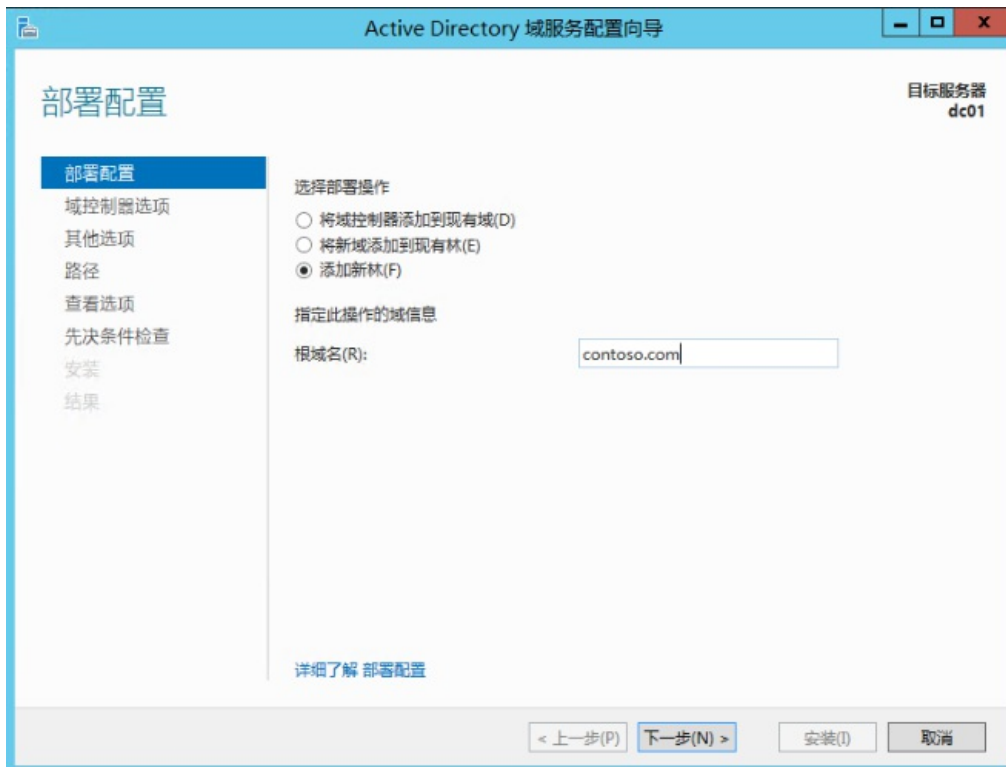 Active Directory 域服务配置向导
部署配置
目标服务器
dc01
部署配置
域控制器选项
其他选项
路径
查看选项
先决条件检查
安装
结果
选择部署操作
将域控制器添加到现有域(D)
将新域添加到现有林(E)
添加新林(F)
指定此操作的域信息
根域名(R):
contoso.com
详细了解 部署配置
< 上一步(P)
下一步(N) >
安装(I)
取消